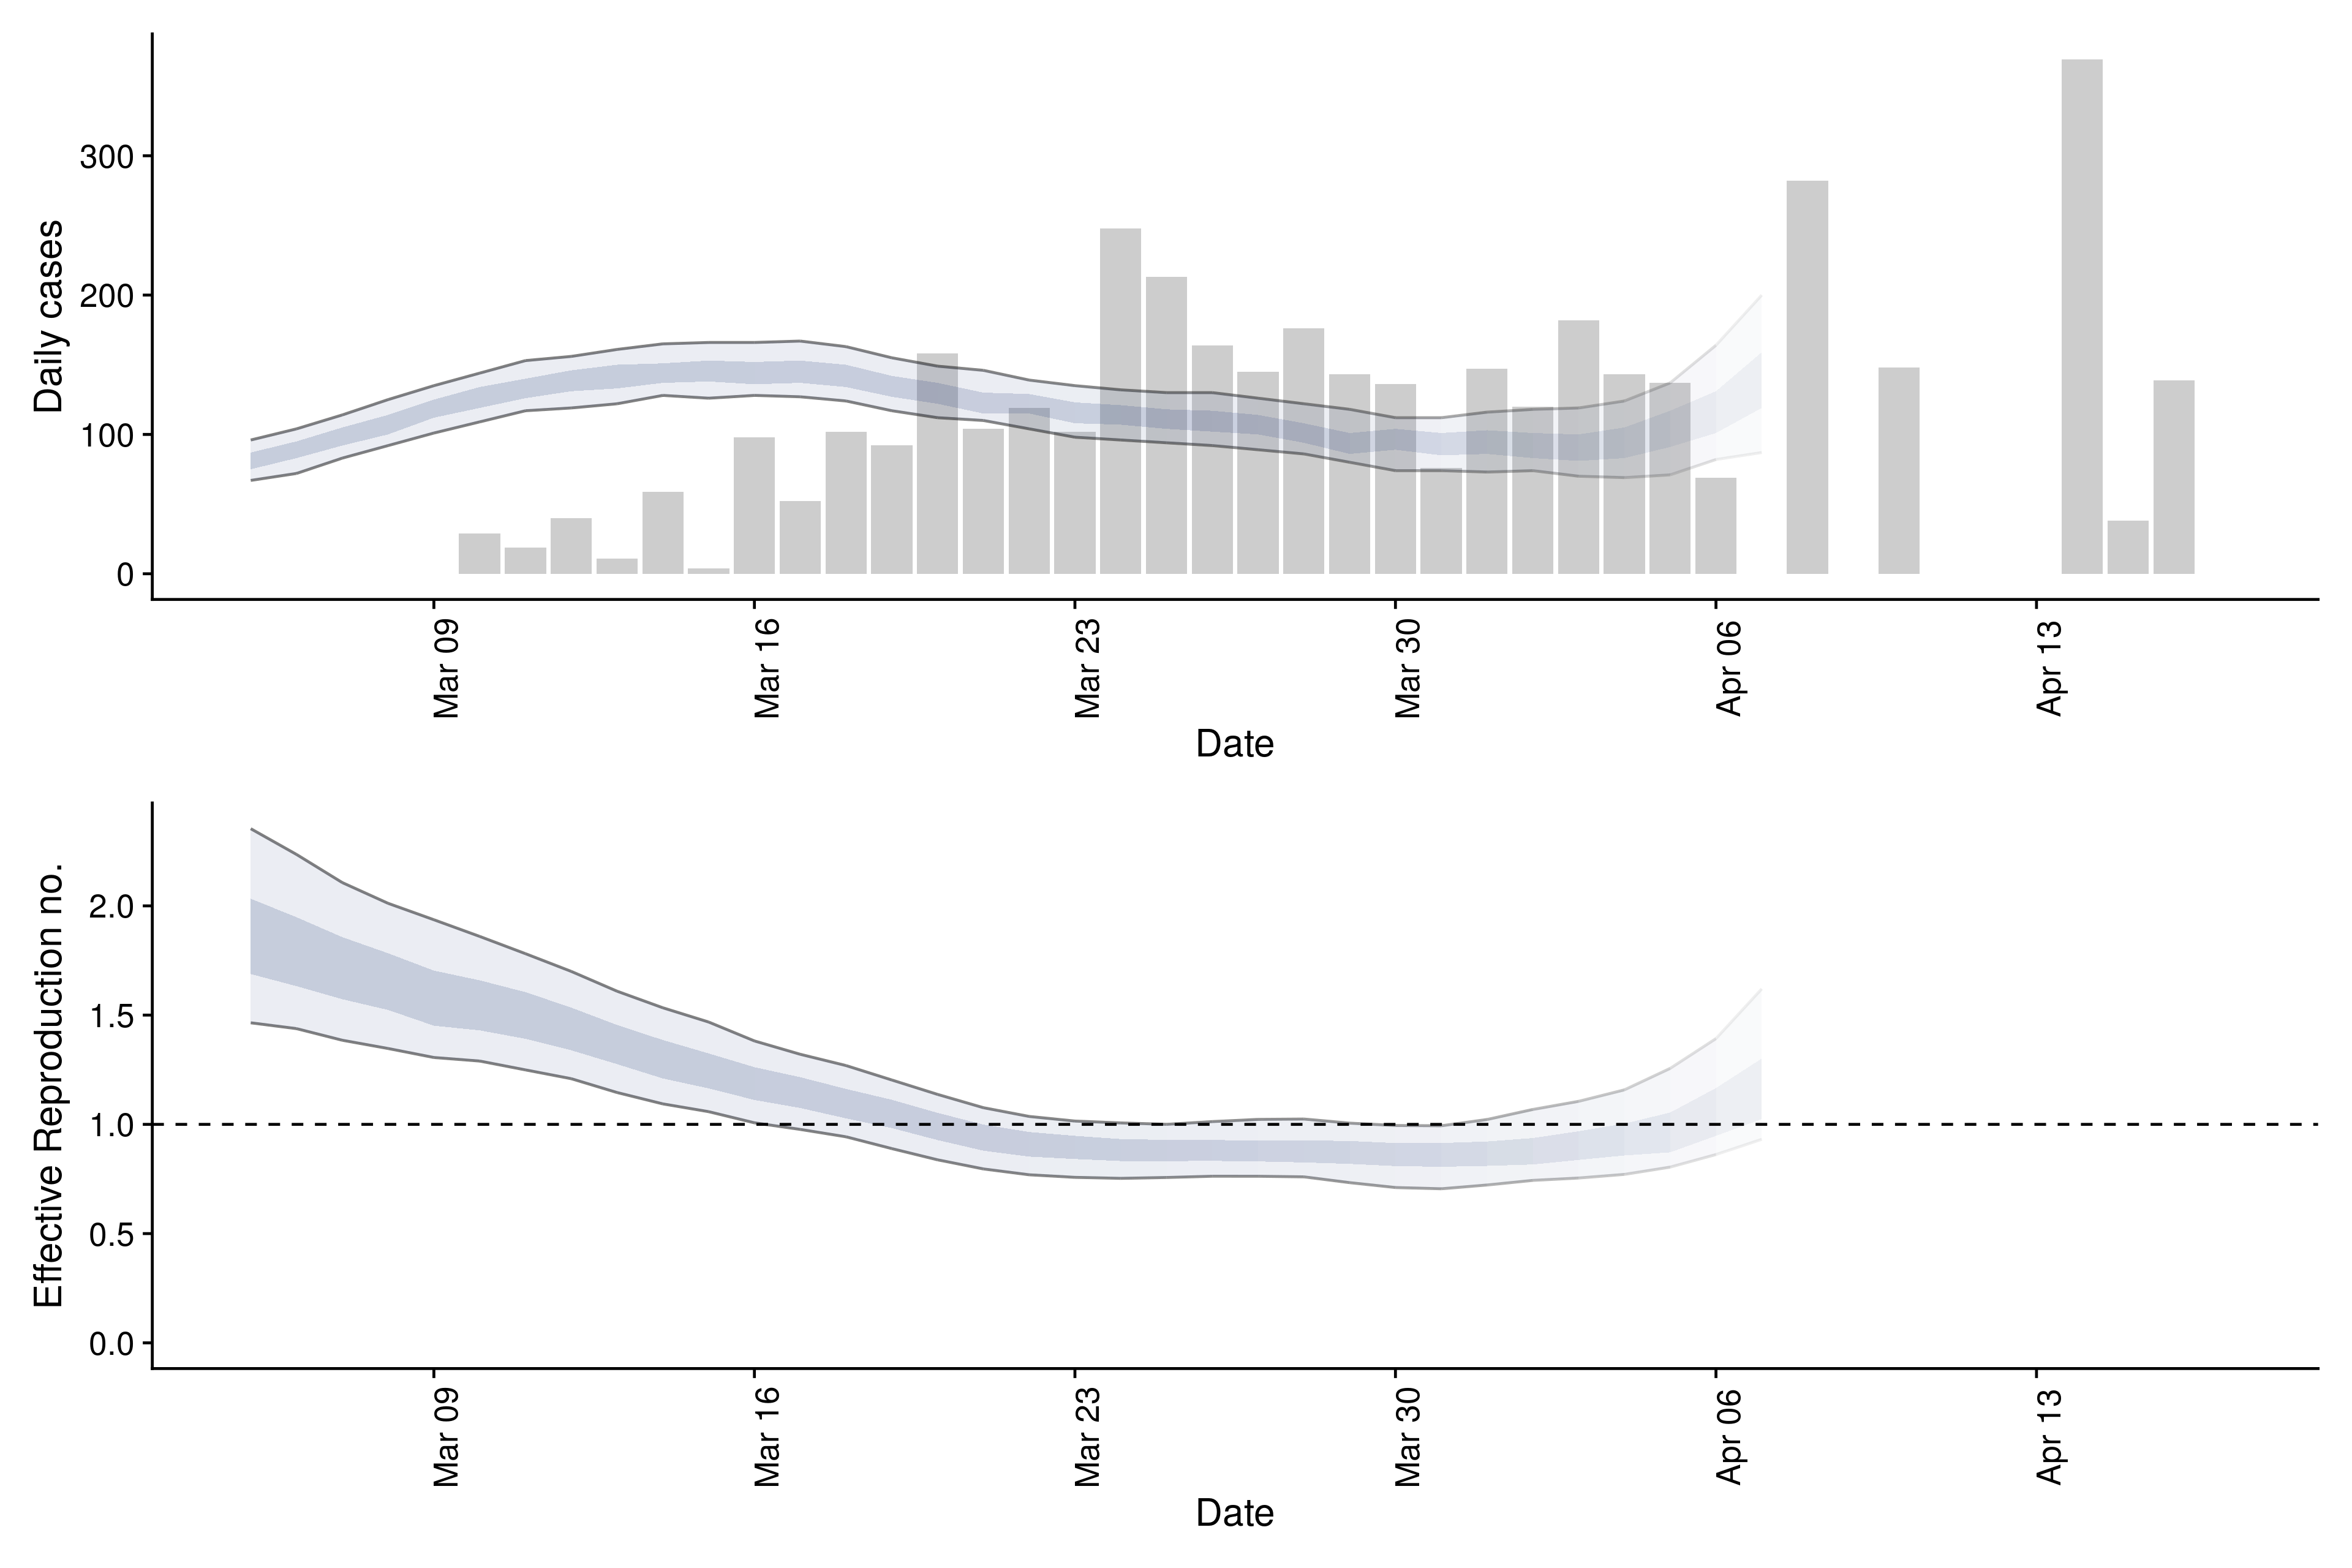 Daily cases
300
200
100
0
Mar 09
Mar 16
Mar 23
Mar 30
Apr 06
Apr 13
Date
Effective Reproduction no.
2.0
1.5
1.0
0.5
0.0
Mar 09
Mar 16
Mar 23
Mar 30
Apr 06
Apr 13
Date